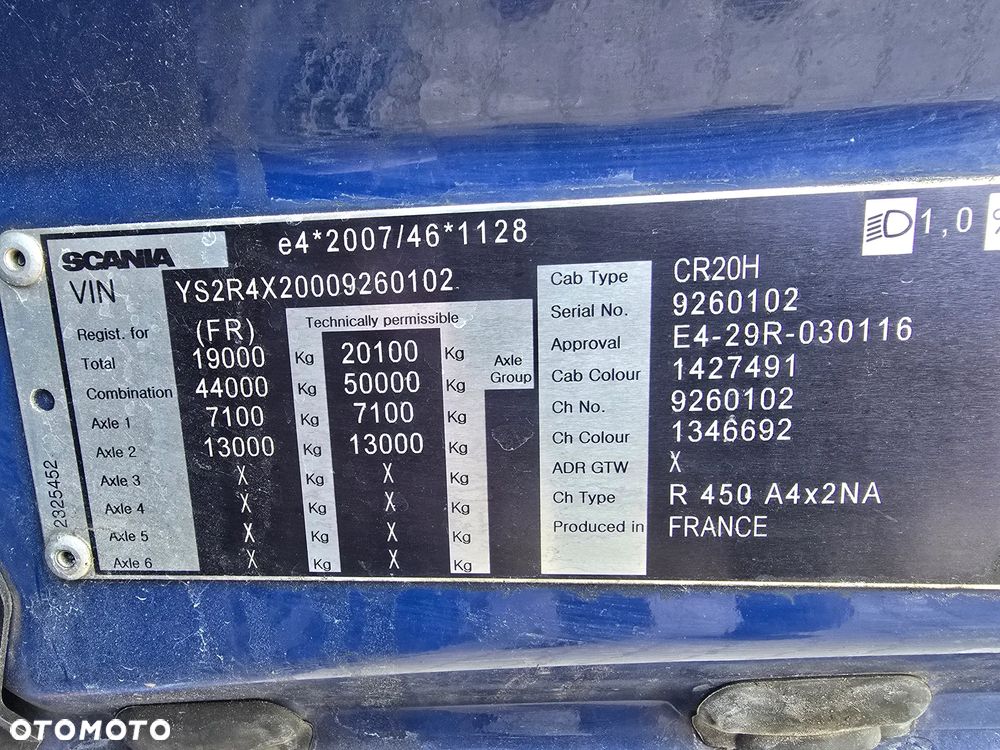 SCANIA e4*2007/46*1128 1,0 %
VIN YS2R4X20009260102
Regist. for (FR) Technically permissible
Total 19000 Kg 20100 Kg Axle
Combination 44000 Kg 50000 Kg Group
Axle 1 7100 Kg 7100 Kg
Axle 2 13000 Kg 13000 Kg
Axle 3 X Kg X Kg
Axle 4 X Kg X Kg
Axle 5 X Kg X Kg
Axle 6 X Kg X Kg
Cab Type CR20H
Serial No. 9260102
Approval E4-29R-030116
Cab Colour 1427491
Ch No. 9260102
Ch Colour 1346692
ADR GTW X
Ch Type R 450 A4x2NA
Produced in FRANCE
2325452
OTOMOTO